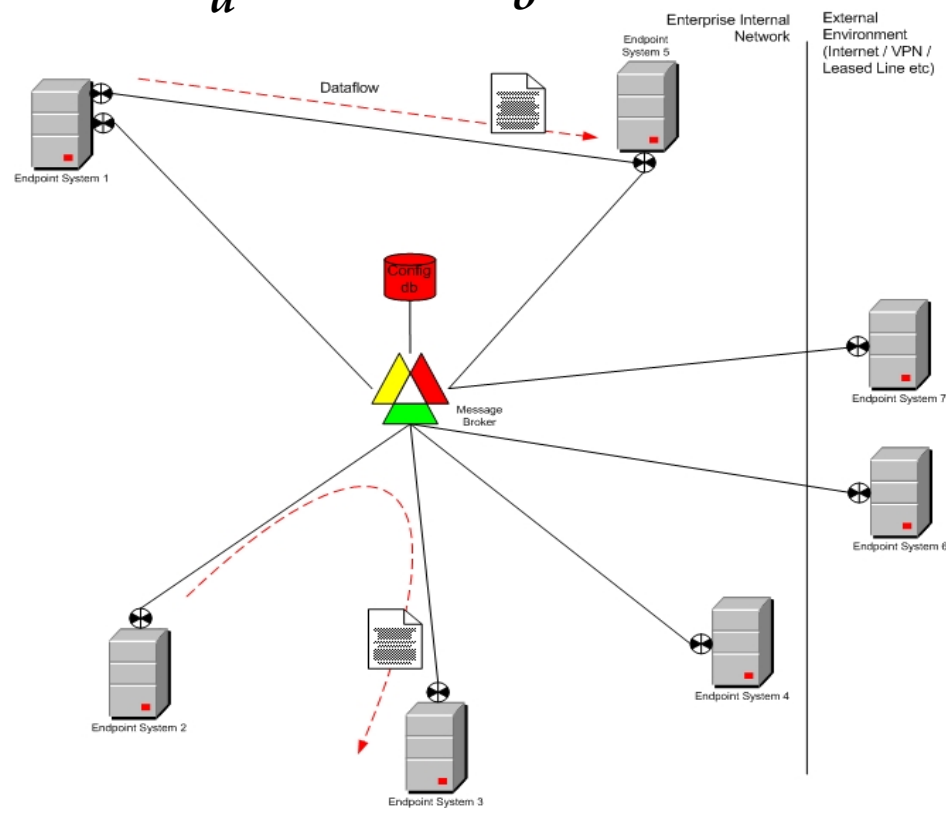 Enterprise Internal
Network
External
Environment
(Internet / VPN /
Leased Line etc)
Endpoint
System 5
Dataflow
Endpoint System 1
Config
db
Message
Broker
Endpoint System 7
Endpoint System 6
Endpoint System 4
Endpoint System 2
Endpoint System 3